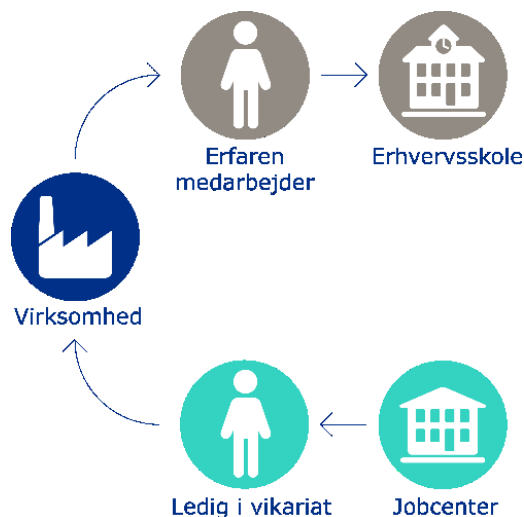 Erfaren
medarbejder
Erhvervsskole
Virksomhed
Ledig i vikariat
Jobcenter